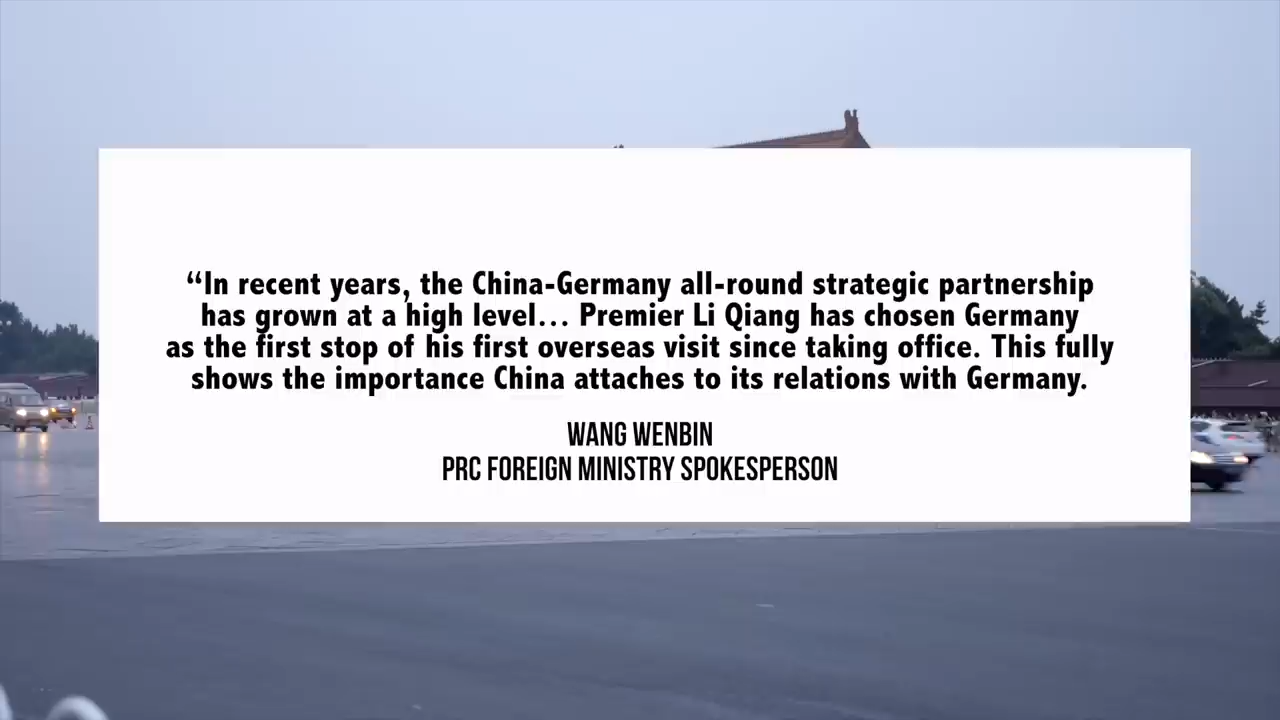 “In recent years, the China-Germany all-round strategic partnership
has grown at a high level... Premier Li Qiang has chosen Germany
as the first stop of his first overseas visit since taking office. This fully
shows the importance China attaches to its relations with Germany.
WANG WENBIN
PRC FOREIGN MINISTRY SPOKESPERSON